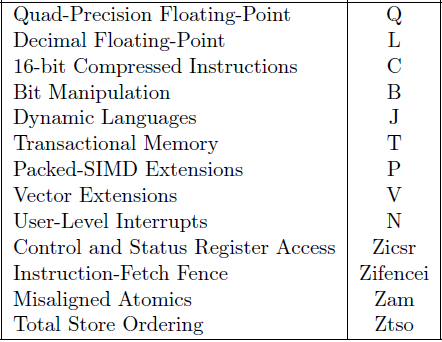 Quad-Precision Floating-Point Q
Decimal Floating-Point L
16-bit Compressed Instructions C
Bit Manipulation B
Dynamic Languages J
Transactional Memory T
Packed-SIMD Extensions P
Vector Extensions V
User-Level Interrupts N
Control and Status Register Access Zicsr
Instruction-Fetch Fence Zifencei
Misaligned Atomics Zam
Total Store Ordering Ztso